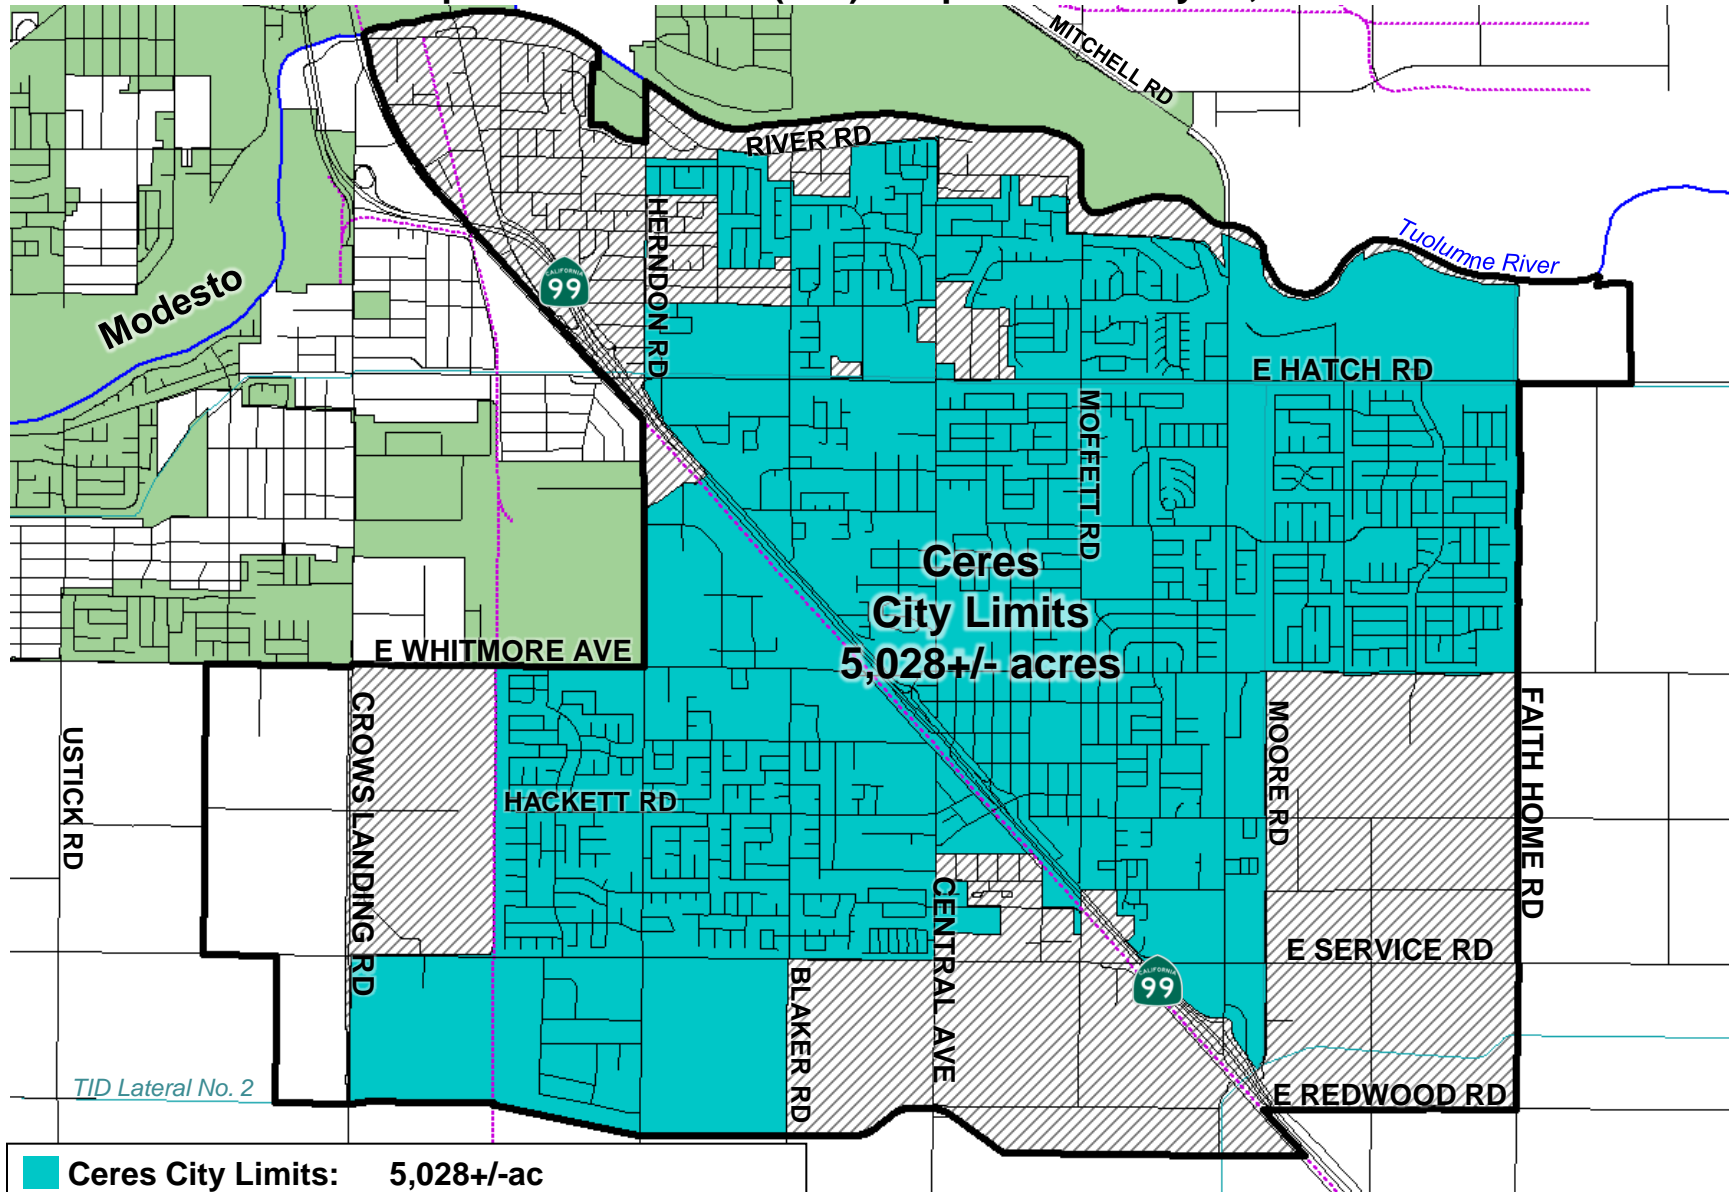 MITCHELL RD
RIVER RD
Tuolumne River
HERNDON RD
CALIFORNIA
99
Modesto
E HATCH RD
MOFFETT RD
Ceres
City Limits
5,028+/- acres
E WHITMORE AVE
CROWS LANDING RD
USTICK RD
HACKETT RD
MOORE RD
FAITH HOME RD
CENTRAL AVE
E SERVICE RD
BLAKER RD
CALIFORNIA
99
TID Lateral No. 2
E REDWOOD RD
Ceres City Limits: 5,028+/-ac